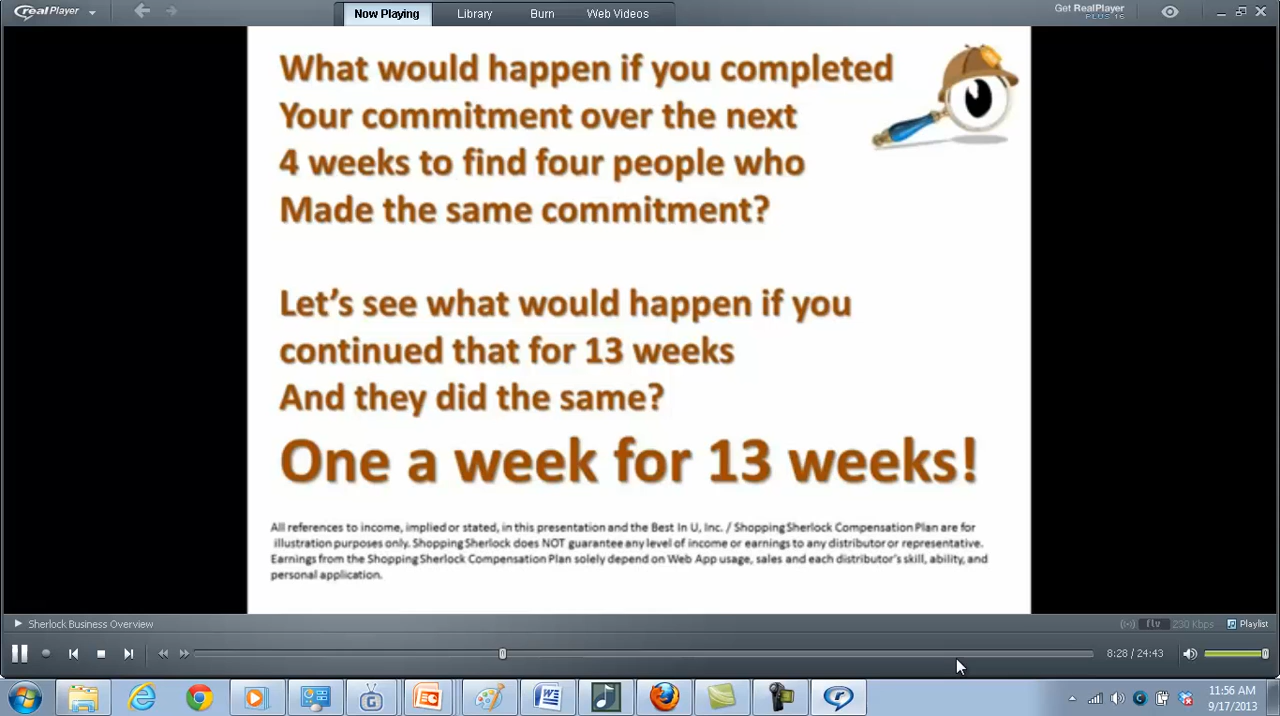 realPlayer
Now Playing
Library
Burn
Web Videos
Get RealPlayer
PLUS 16
What would happen if you completed
Your commitment over the next
4 weeks to find four people who
Made the same commitment?
Let's see what would happen if you
continued that for 13 weeks
And they did the same?
One a week for 13 weeks!
All references to income, implied or stated, in this presentation and the Best In U, Inc. / Shopping Sherlock Compensation Plan are for
illustration purposes only. Shopping Sherlock does NOT guarantee any level of income or earnings to any distributor or representative.
Earnings from the Shopping Sherlock Compensation Plan solely depend on Web App usage, sales and each distributor's skill, ability, and
personal application.
Sherlock Business Overview
flv
230 Kbps
Playlist
8:28 / 24:43
11:56 AM
9/17/2013